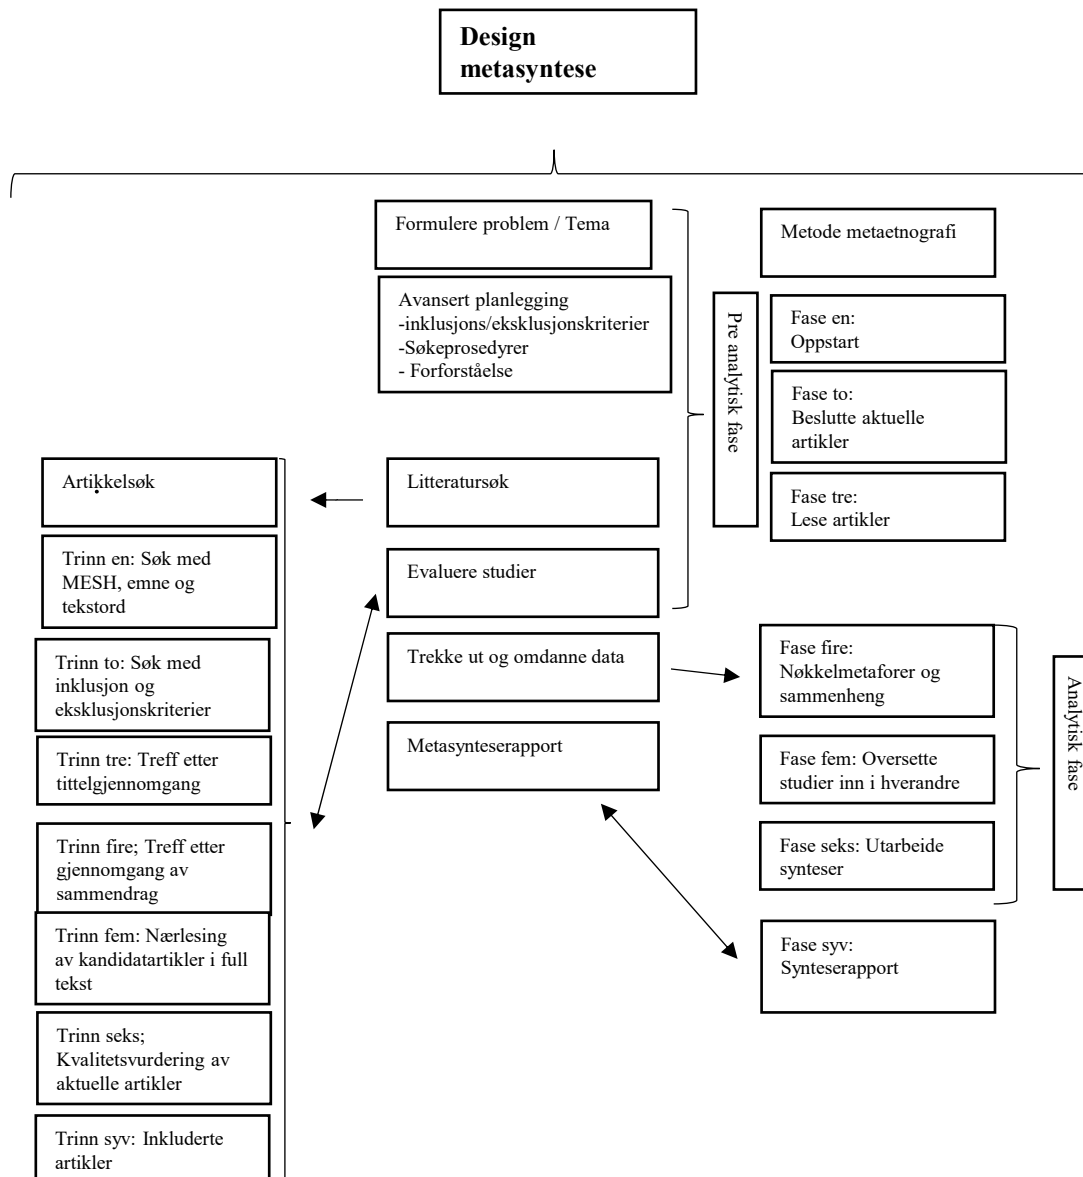 Design
metasyntese
Formulere problem / Tema
Avansert planlegging
-inklusjons/eksklusjonskriterier
-Søkeprosedyrer
- Forforståelse
Litteratursøk
Evaluere studier
Trekke ut og omdanne data
Metasynteserapport
Pre analytisk fase
Metode metaetnografi
Fase en:
Oppstart
Fase to:
Beslutte aktuelle
artikler
Fase tre:
Lese artikler
Fase fire:
Nøkkelmetaforer og
sammenheng
Fase fem: Oversette
studier inn i hverandre
Fase seks: Utarbeide
synteser
Analytisk fase
Fase syv:
Synteserapport
Artikkelsøk
Trinn en: Søk med
MESH, emne og
tekstord
Trinn to: Søk med
inklusjon og
eksklusjonskriterier
Trinn tre: Treff etter
tittelgjennomgang
Trinn fire; Treff etter
gjennomgang av
sammendrag
Trinn fem: Nærlesing
av kandidatartikler i full
tekst
Trinn seks;
Kvalitetsvurdering av
aktuelle artikler
Trinn syv: Inkluderte
artikler